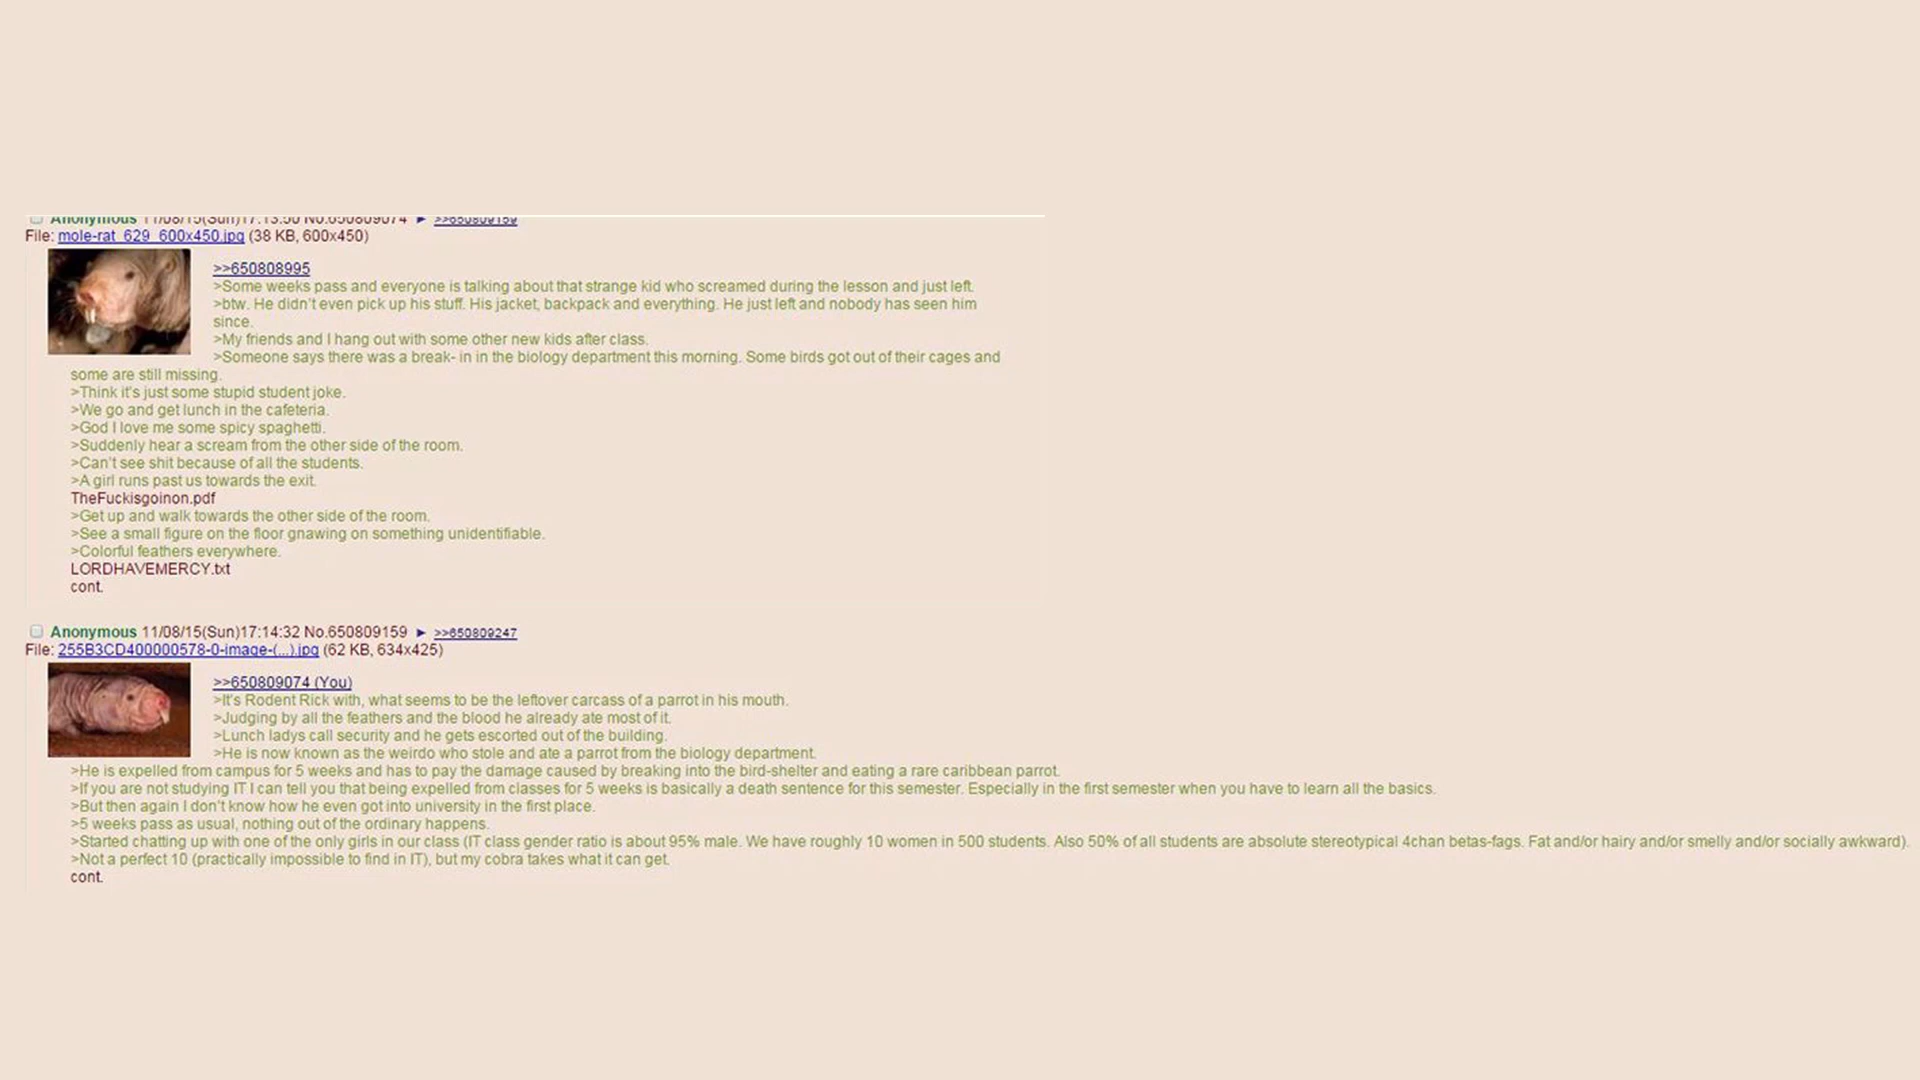 Anonymous 11/08/15(Sun)17:13:50 No.650809074 ► >>650809159
File: mole-rat_629_600x450.jpg (38 KB, 600x450)
>>650808995
>Some weeks pass and everyone is talking about that strange kid who screamed during the lesson and just left.
>btw. He didn't even pick up his stuff. His jacket, backpack and everything. He just left and nobody has seen him
since.
>My friends and I hang out with some other new kids after class.
>Someone says there was a break- in in the biology department this morning. Some birds got out of their cages and
some are still missing.
>Think it's just some stupid student joke.
>We go and get lunch in the cafeteria.
>God I love me some spicy spaghetti.
>Suddenly hear a scream from the other side of the room.
>Can't see shit because of all the students.
>A girl runs past us towards the exit.
TheFuckisgoinon.pdf
>Get up and walk towards the other side of the room.
>See a small figure on the floor gnawing on something unidentifiable.
>Colorful feathers everywhere.
LORDHAVEMERCY.txt
cont.
Anonymous 11/08/15(Sun)17:14:32 No.650809159 ► >>650809247
File: 255B3CD400000578-0-image-(...).jpg (62 KB, 634x425)
>>650809074 (You)
>It's Rodent Rick with, what seems to be the leftover carcass of a parrot in his mouth.
>Judging by all the feathers and the blood he already ate most of it.
>Lunch ladys call security and he gets escorted out of the building.
>He is now known as the weirdo who stole and ate a parrot from the biology department.
>He is expelled from campus for 5 weeks and has to pay the damage caused by breaking into the bird-shelter and eating a rare caribbean parrot.
>If you are not studying IT I can tell you that being expelled from classes for 5 weeks is basically a death sentence for this semester. Especially in the first semester when you have to learn all the basics.
>But then again I don't know how he even got into university in the first place.
>5 weeks pass as usual, nothing out of the ordinary happens.
>Started chatting up with one of the only girls in our class (IT class gender ratio is about 95% male. We have roughly 10 women in 500 students. Also 50% of all students are absolute stereotypical 4chan betas-fags. Fat and/or hairy and/or smelly and/or socially awkward).
>Not a perfect 10 (practically impossible to find in IT), but my cobra takes what it can get.
cont.